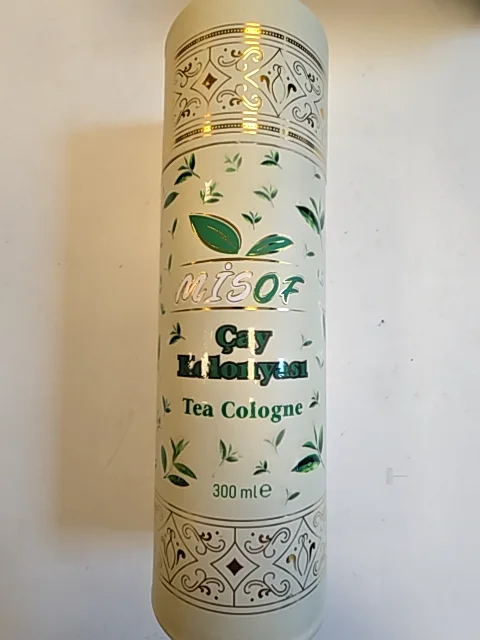 MİSOF
Çay
Kolonyası
Tea Cologne
300 ml ℮